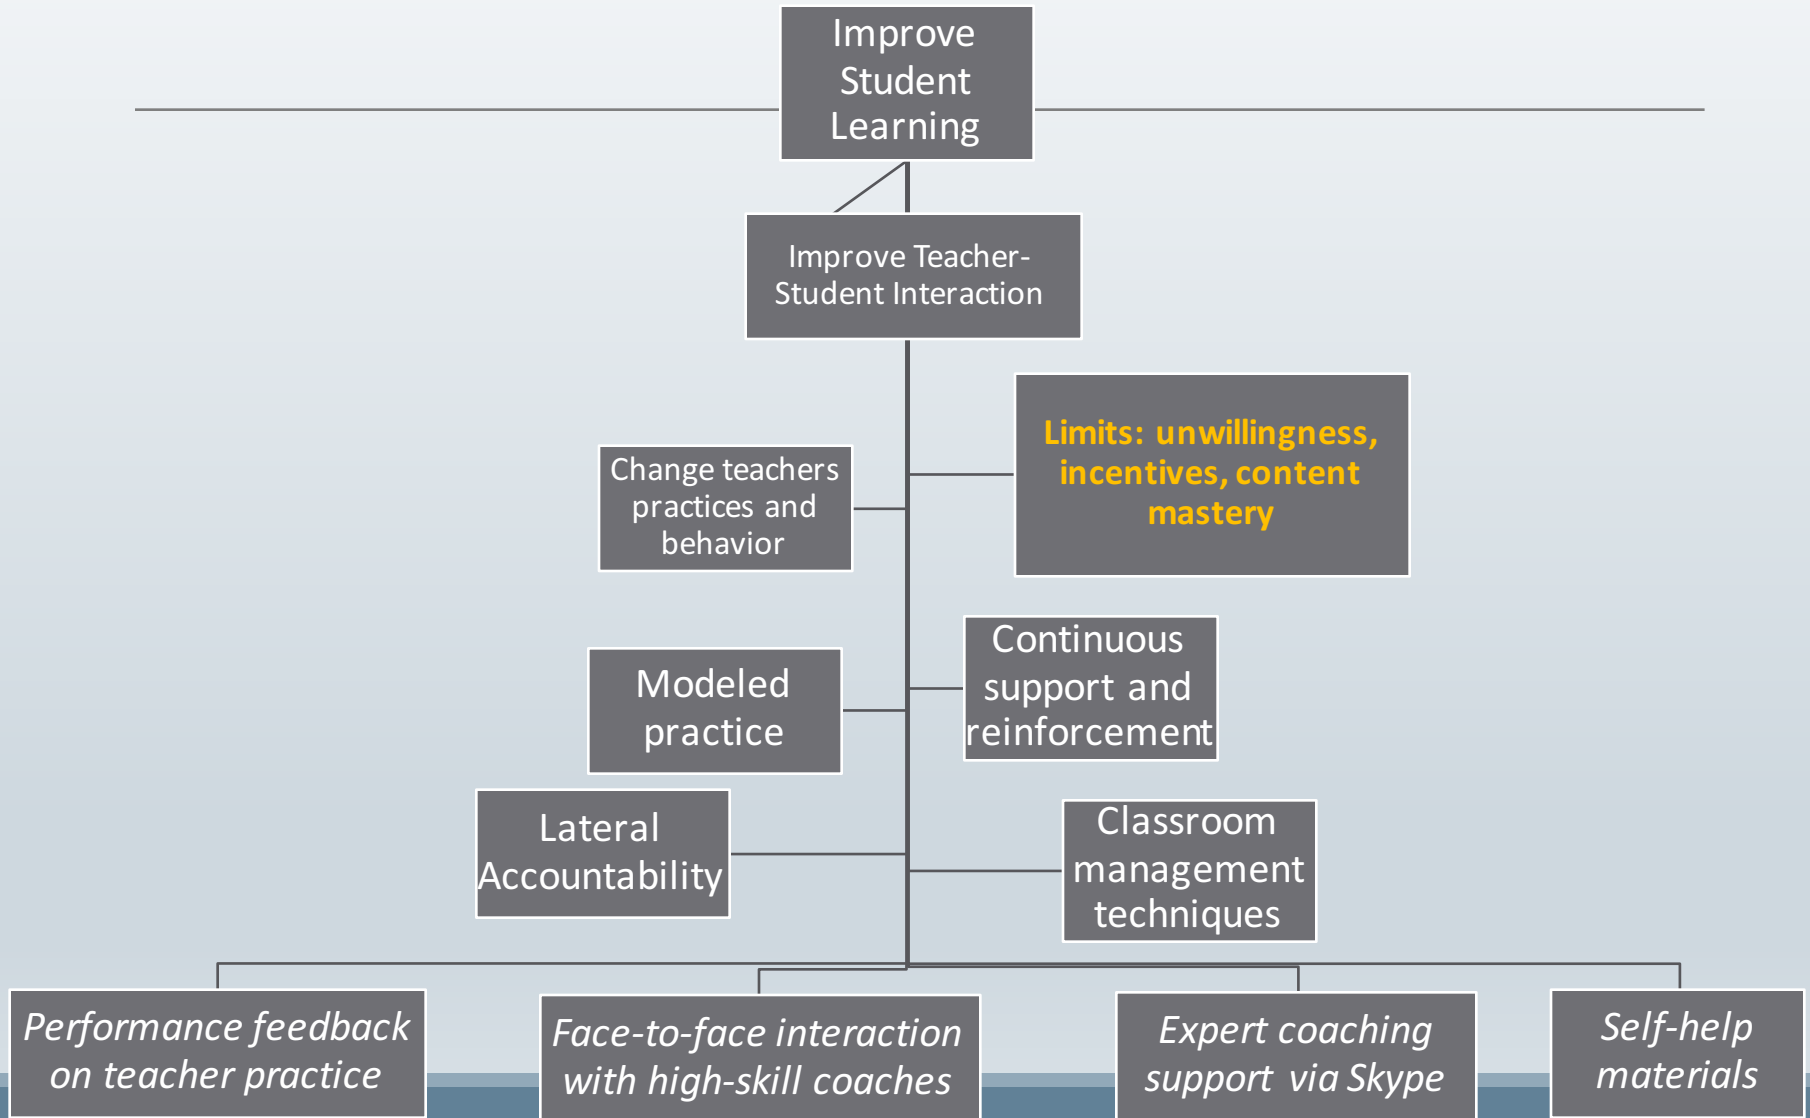 Improve
Student
Learning
Improve Teacher-
Student Interaction
Limits: unwillingness,
incentives, content
mastery
Change teachers
practices and
behavior
Continuous
support and
reinforcement
Modeled
practice
Lateral
Accountability
Classroom
management
techniques
Performance feedback
on teacher practice
Face-to-face interaction
with high-skill coaches
Expert coaching
support via Skype
Self-help
materials